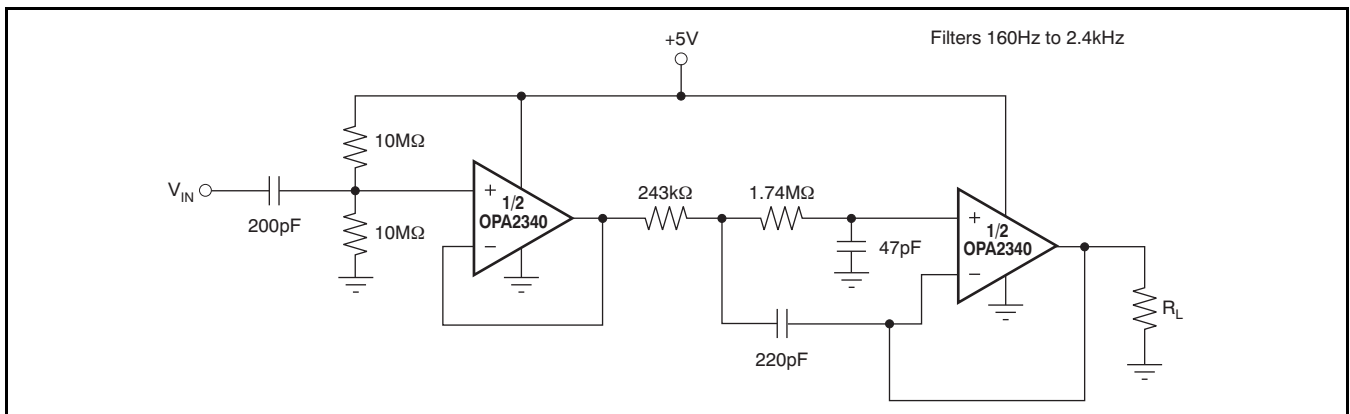 +5V
Filters 160Hz to 2.4kHz
10MΩ
V_IN
200pF
10MΩ
+
1/2
OPA2340
−
243kΩ
1.74MΩ
47pF
220pF
+
1/2
OPA2340
−
R_L